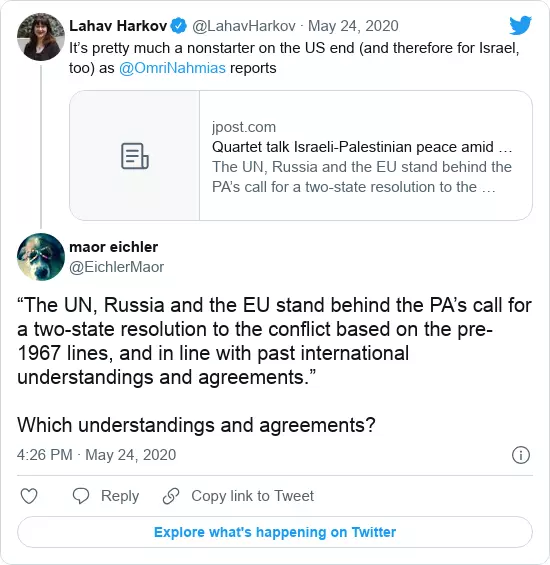 Lahav Harkov @LahavHarkov · May 24, 2020
It's pretty much a nonstarter on the US end (and therefore for Israel,
too) as @OmriNahmias reports
jpost.com
Quartet talk Israeli-Palestinian peace amid …
The UN, Russia and the EU stand behind the
PA's call for a two-state resolution to the …
maor eichler
@EichlerMaor
“The UN, Russia and the EU stand behind the PA's call for
a two-state resolution to the conflict based on the pre-
1967 lines, and in line with past international
understandings and agreements.”
Which understandings and agreements?
4:26 PM · May 24, 2020
Reply Copy link to Tweet
Explore what's happening on Twitter